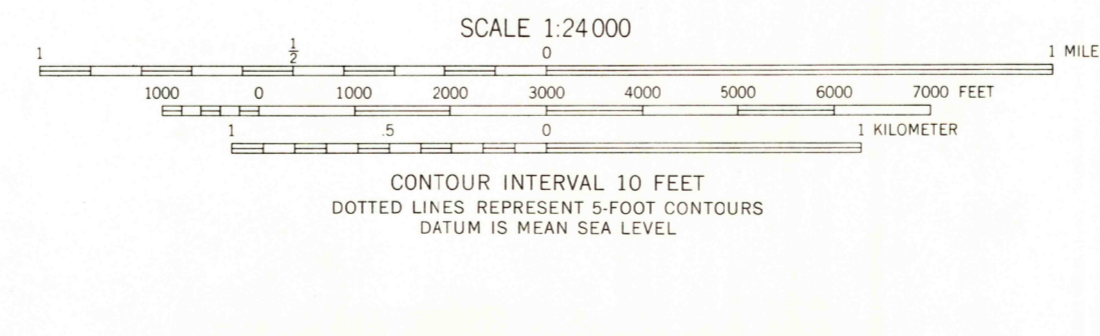 SCALE 1:24 000
1 1/2 0 1 MILE
1000 0 1000 2000 3000 4000 5000 6000 7000 FEET
1 .5 0 1 KILOMETER
CONTOUR INTERVAL 10 FEET
DOTTED LINES REPRESENT 5-FOOT CONTOURS
DATUM IS MEAN SEA LEVEL